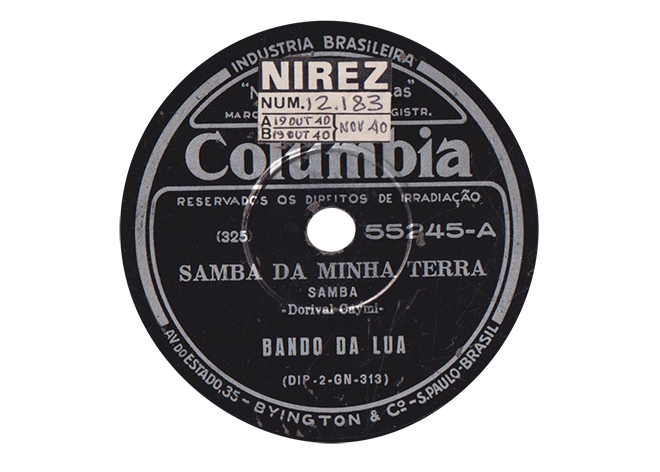 INDUSTRIA BRASILEIRA
NIREZ
NUM. 12.183
A 19 OUT 40
B 19 OUT 40
NOV 40
Columbia
RESERVADOS OS DIREITOS DE IRRADIAÇÃO
(325)
55245-A
SAMBA DA MINHA TERRA
SAMBA
-Dorival Caymi-
BANDO DA LUA
(DIP-2-GN-313)
AV. DO ESTADO, 35 - BYINGTON & Cº - S. PAULO - BRASIL